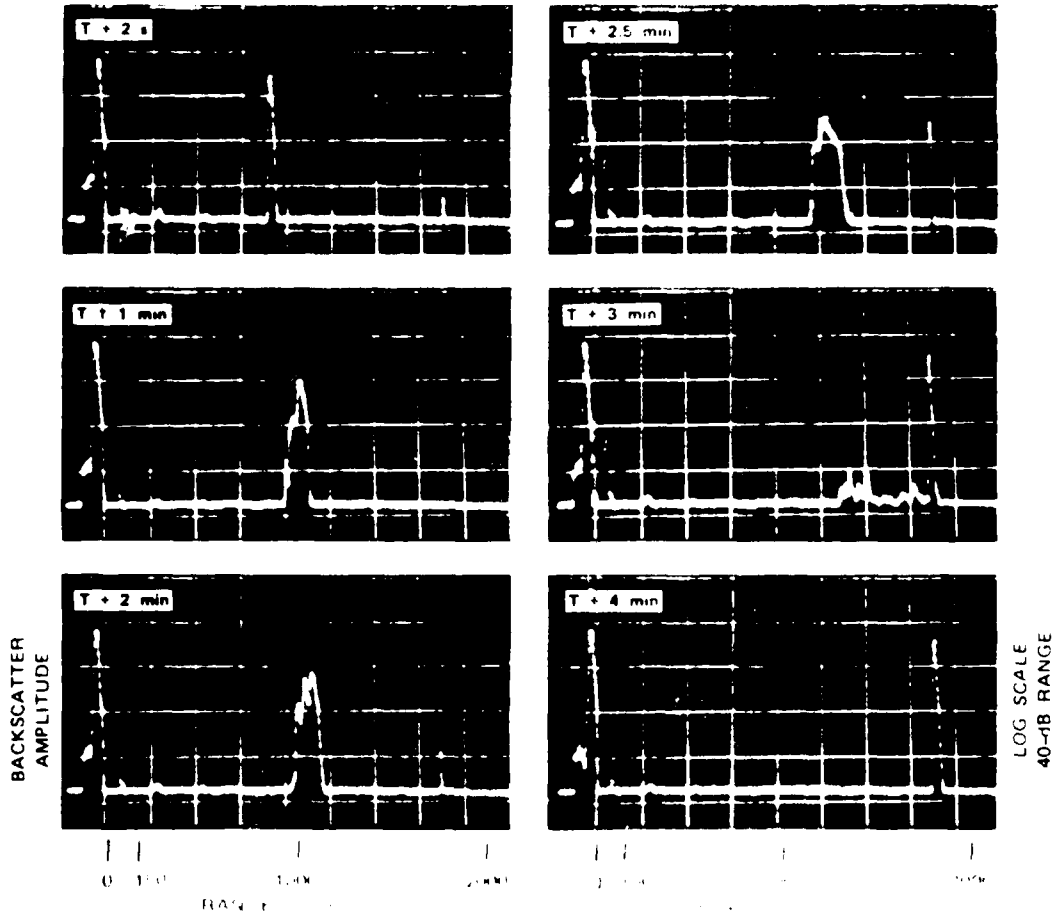 T + 2 s
T + 2.5 min
T + 1 min
T + 3 min
T + 2 min
T + 4 min
BACKSCATTER
AMPLITUDE
LOG SCALE
40-dB RANGE
0
2000